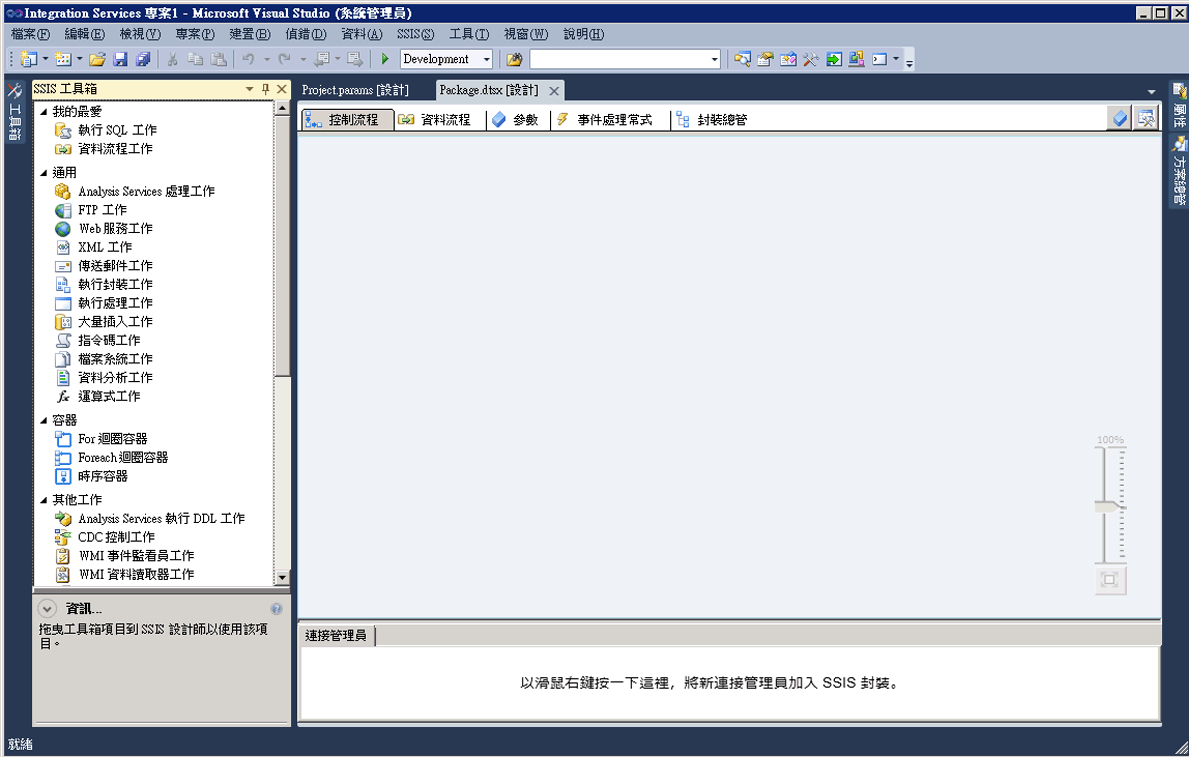 Integration Services 專案1 - Microsoft Visual Studio (系統管理員)
檔案(F) 編輯(E) 檢視(V) 專案(P) 建置(B) 偵錯(D) 資料(A) SSIS(S) 工具(T) 視窗(W) 說明(H)
Development
工具箱
SSIS 工具箱
我的最愛
執行 SQL 工作
資料流程工作
通用
Analysis Services 處理工作
FTP 工作
Web 服務工作
XML 工作
傳送郵件工作
執行封裝工作
執行處理工作
大量插入工作
指令碼工作
檔案系統工作
資料分析工作
運算式工作
容器
For 迴圈容器
Foreach 迴圈容器
時序容器
其他工作
Analysis Services 執行 DDL 工作
CDC 控制工作
WMI 事件監看員工作
WMI 資料讀取器工作
資訊...
拖曳工具箱項目到 SSIS 設計師以使用該項
目。
Project.params [設計] Package.dtsx [設計]
控制流程 資料流程 參數 事件處理常式 封裝總管
100%
連接管理員
以滑鼠右鍵按一下這裡，將新連接管理員加入 SSIS 封裝。
屬性
方案總管
就緒